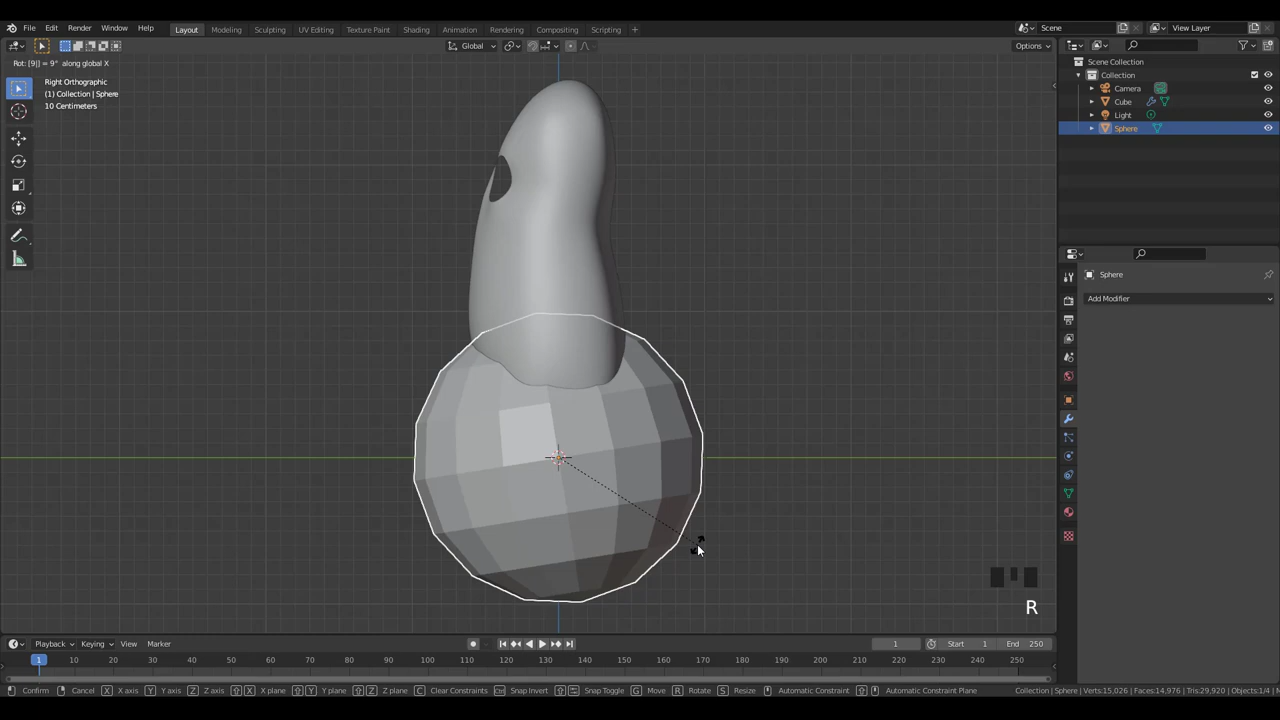 File Edit Render Window Help Layout Modeling Sculpting UV Editing Texture Paint Shading Animation Rendering Compositing Scripting + Scene View Layer
Global Options
Rot: [9|] = 9° along global X
Scene Collection
Right Orthographic
Collection
(1) Collection | Sphere
Camera
10 Centimeters
Cube
Light
Sphere
Sphere
Add Modifier
R
Playback Keying View Marker 1 Start 1 End 250
1 10 20 30 40 50 60 70 80 90 100 110 120 130 140 150 160 170 180 190 200 210 220 230 240 250
Confirm Cancel X X axis Y Y axis Z Z axis X X plane Y Y plane Z Z plane C Clear Constraints Ctrl Snap Invert Snap Toggle G Move R Rotate S Resize Automatic Constraint Automatic Constraint Plane Collection | Sphere | Verts:15,026 | Faces:14,976 | Tris:29,920 | Objects:1/4 |